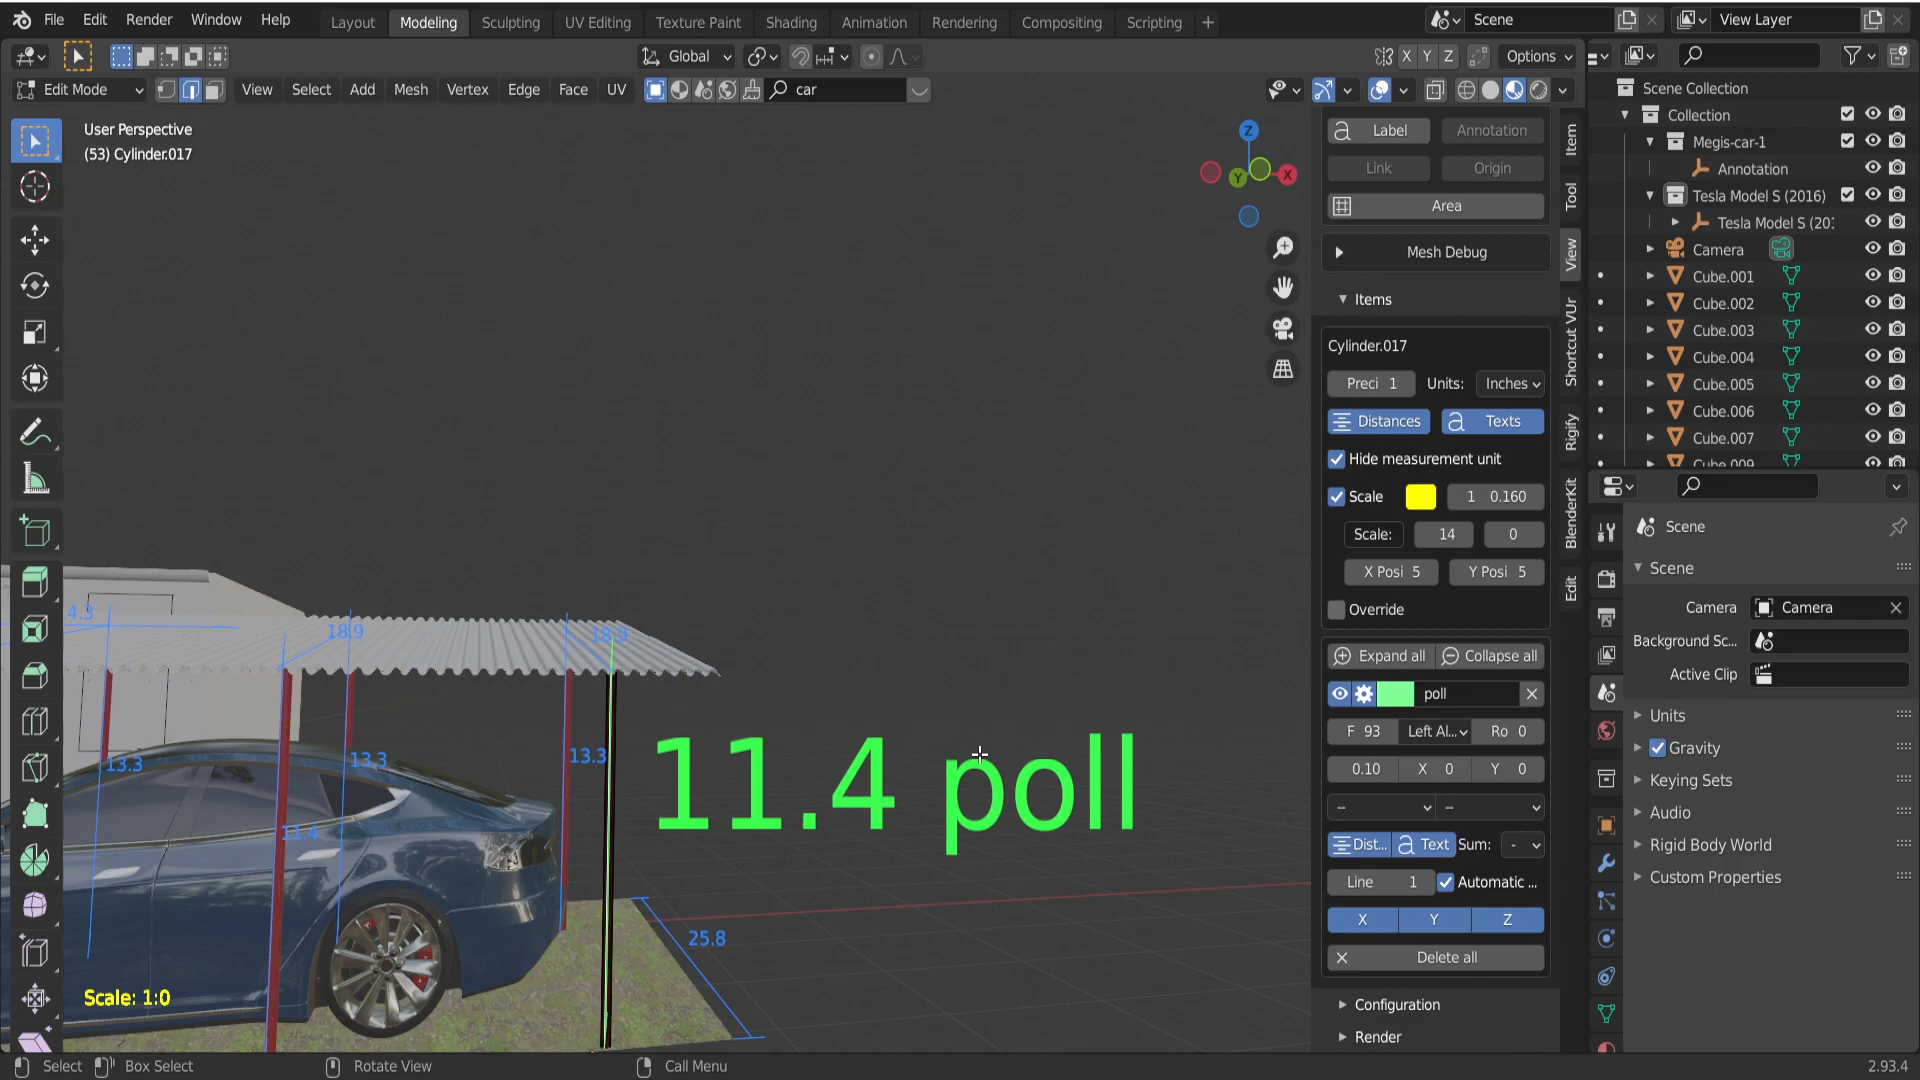 File Edit Render Window Help Layout Modeling Sculpting UV Editing Texture Paint Shading Animation Rendering Compositing Scripting + Scene View Layer
Global X Y Z Options
Edit Mode View Select Add Mesh Vertex Edge Face UV car
User Perspective
(53) Cylinder.017
Z
Y
X
Label Annotation
Link Origin
Area
Mesh Debug
Items
Cylinder.017
Preci 1 Units: Inches
Distances Texts
Hide measurement unit
Scale 1 0.160
Scale: 14 0
X Posi 5 Y Posi 5
Override
Expand all Collapse all
poll
F 93 Left Al... Ro 0
0.10 X 0 Y 0
-- --
Dist... Text Sum: -
Line 1 Automatic ...
X Y Z
Delete all
Configuration
Render
Item
Tool
View
Shortcut VUr
Rigify
BlenderKit
Edit
Scene Collection
Collection
Megis-car-1
Annotation
Tesla Model S (2016)
Tesla Model S (20
Camera
Cube.001
Cube.002
Cube.003
Cube.004
Cube.005
Cube.006
Cube.007
Cube.009
Scene
Scene
Camera Camera
Background Sc...
Active Clip
Units
Gravity
Keying Sets
Audio
Rigid Body World
Custom Properties
4.3
18.9
18.9
13.3
13.3
13.3
11.4
25.8
11.4 poll
Scale: 1:0
Select Box Select Rotate View Call Menu 2.93.4